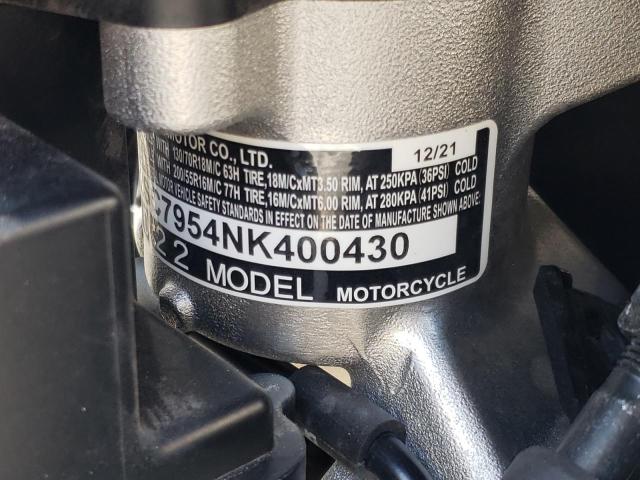 MOTOR CO., LTD. 12/21
WITH 130/70R18M/C 63H TIRE,18M/CxMT3.50 RIM, AT 250KPA (36PSI) COLD
WITH 200/55R16M/C 77H TIRE,16M/CxMT6.00 RIM, AT 280KPA (41PSI) COLD
MOTOR VEHICLE SAFETY STANDARDS IN EFFECT ON THE DATE OF MANUFACTURE SHOWN ABOVE.
7954NK400430
22 MODEL MOTORCYCLE